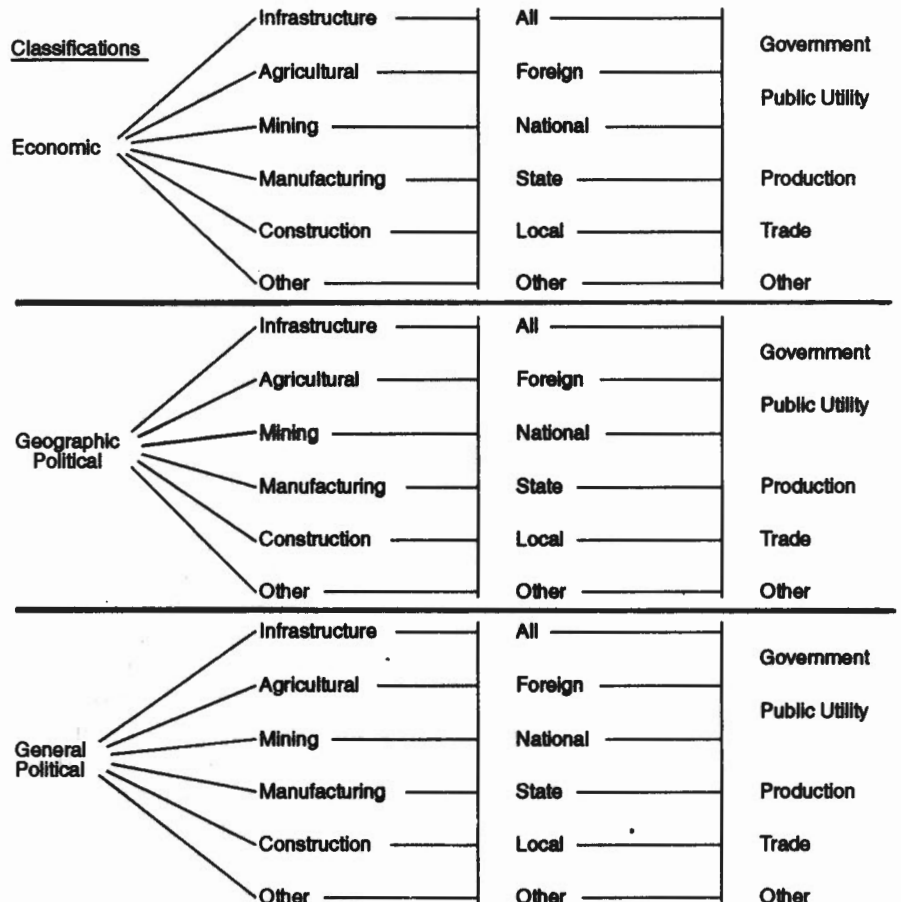 Infrastructure All
Classifications Government
Agricultural Foreign
Public Utility
Mining National
Economic
Manufacturing State Production
Construction Local Trade
Other Other Other
Infrastructure All
Government
Agricultural Foreign
Public Utility
Mining National
Geographic
Political
Manufacturing State Production
Construction Local Trade
Other Other Other
Infrastructure All
Government
Agricultural Foreign
Public Utility
Mining National
General
Political
Manufacturing State Production
Construction Local Trade
Other Other Other